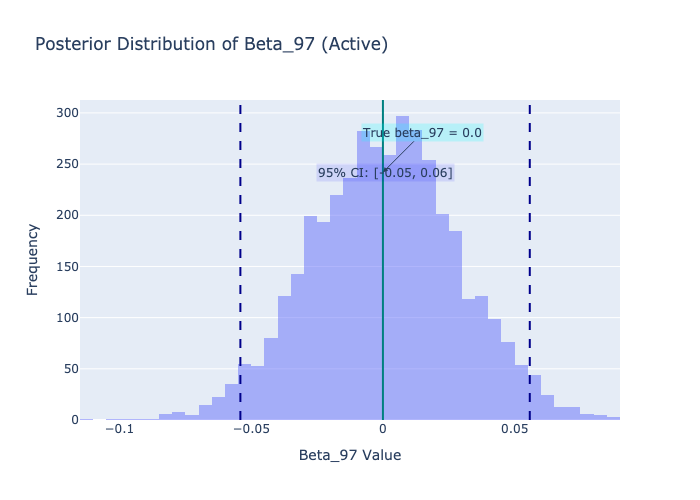 Posterior Distribution of Beta_97 (Active)
300
True beta_97 = 0.0
250
95% CI: [-0.05, 0.06]
200
150
100
50
0
Frequency
−0.1
−0.05
0
0.05
Beta_97 Value